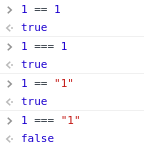 > 1 == 1
< true
> 1 === 1
< true
> 1 == "1"
< true
> 1 === "1"
< false